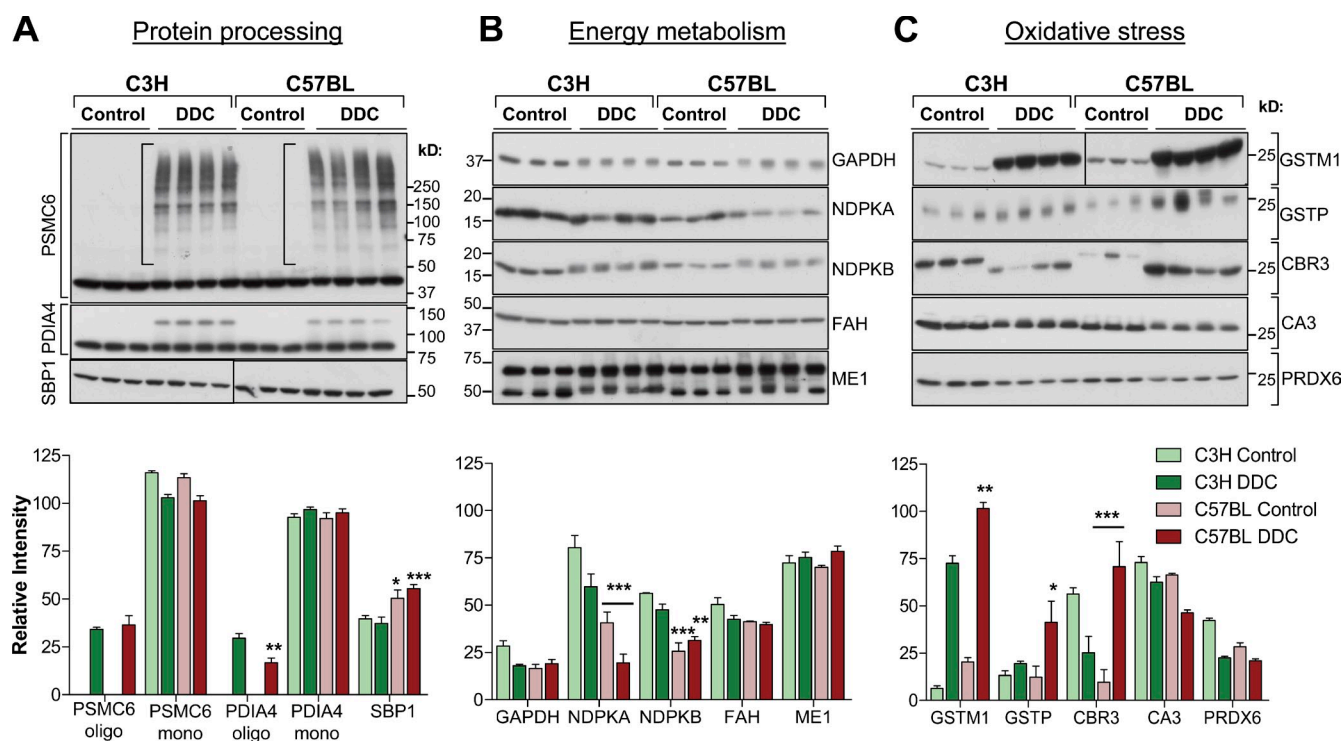 A Protein processing
C3H C57BL
Control DDC Control DDC
PSMC6
kD:
250
150
100
75
50
37
PDIA4
150
100
75
SBP1
50
B Energy metabolism
C3H C57BL
Control DDC Control DDC
37 GAPDH
20
15
NDPKA
20
15
NDPKB
50
37
FAH
75
50
ME1
C Oxidative stress
C3H C57BL
Control DDC Control DDC
kD:
25 GSTM1
25 GSTP
25 CBR3
25 CA3
25 PRDX6
Relative Intensity
125
100
75
50
25
0
** * ***
PSMC6 oligo
PSMC6 mono
PDIA4 oligo
PDIA4 mono
SBP1
125
100
75
50
25
0
*** *** **
GAPDH NDPKA NDPKB FAH ME1
125
100
75
50
25
0
** * ***
GSTM1 GSTP CBR3 CA3 PRDX6
C3H Control
C3H DDC
C57BL Control
C57BL DDC